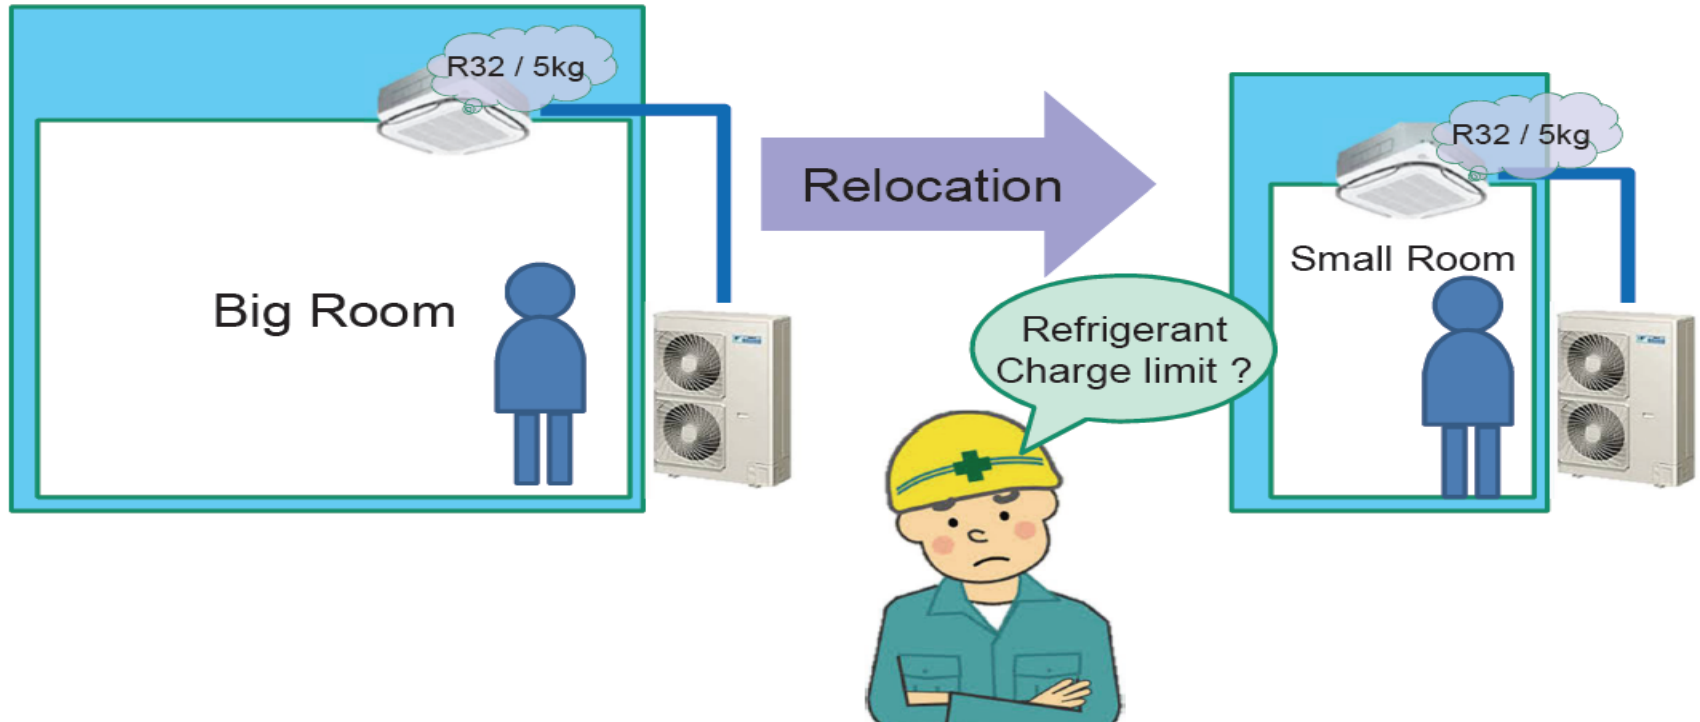 R32 / 5kg
Big Room
Relocation
R32 / 5kg
Small Room
Refrigerant
Charge limit ?